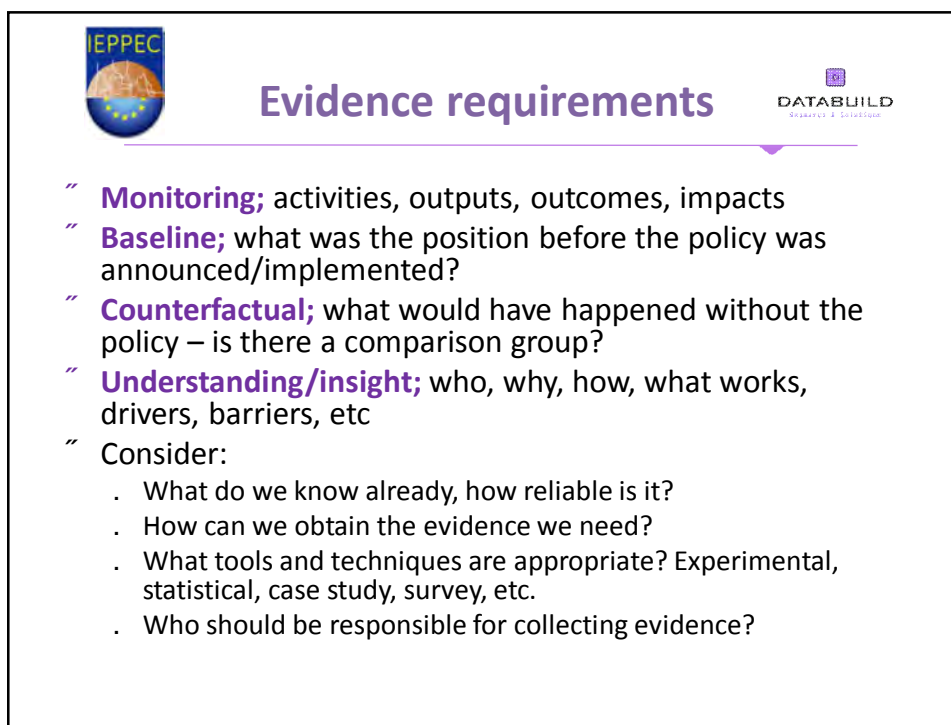 IEPPEC
Evidence requirements
DATABUILD
Research & Solutions
˝ Monitoring; activities, outputs, outcomes, impacts
˝ Baseline; what was the position before the policy was
announced/implemented?
˝ Counterfactual; what would have happened without the
policy – is there a comparison group?
˝ Understanding/insight; who, why, how, what works,
drivers, barriers, etc
˝ Consider:
. What do we know already, how reliable is it?
. How can we obtain the evidence we need?
. What tools and techniques are appropriate? Experimental,
statistical, case study, survey, etc.
. Who should be responsible for collecting evidence?